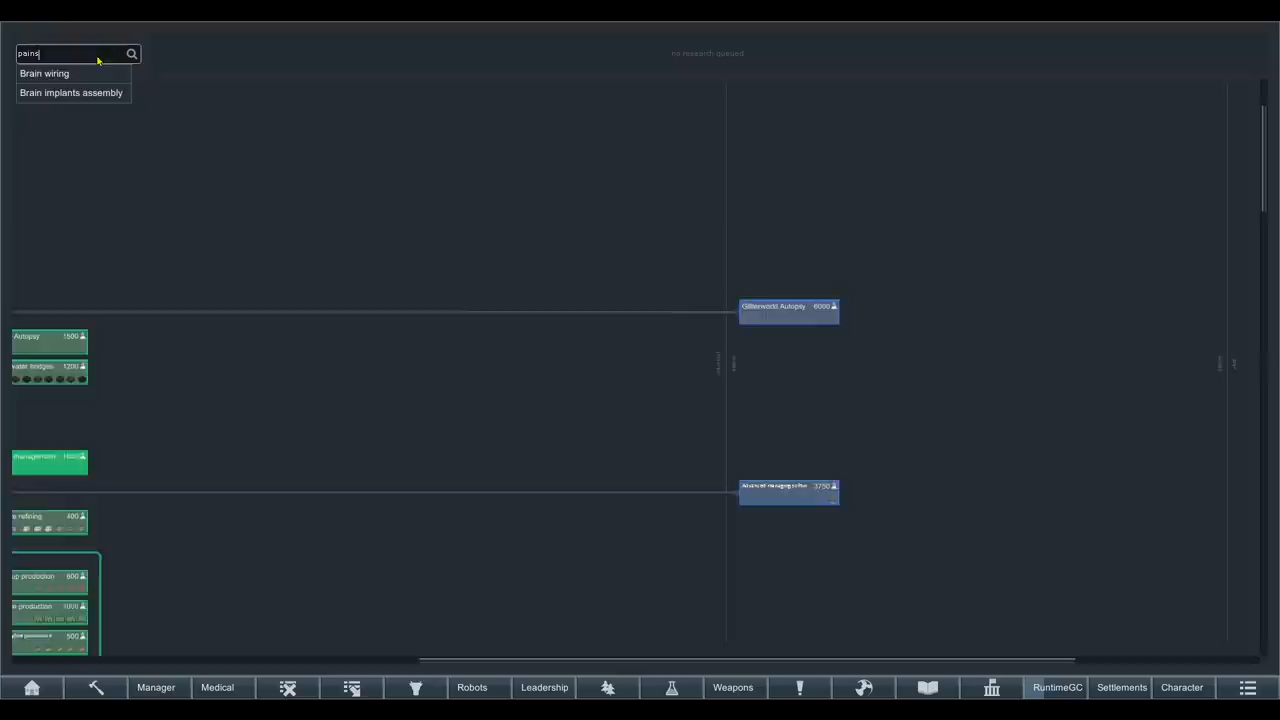 pains
no research queued
Brain wiring
Brain implants assembly
Glitterworld Autopsy 6000
Autopsy 1500
water bridges 1200
management
3750
e refining 400
up production 800
e production 1000
500
Manager
Medical
Robots
Leadership
Weapons
RuntimeGC
Settlements
Character